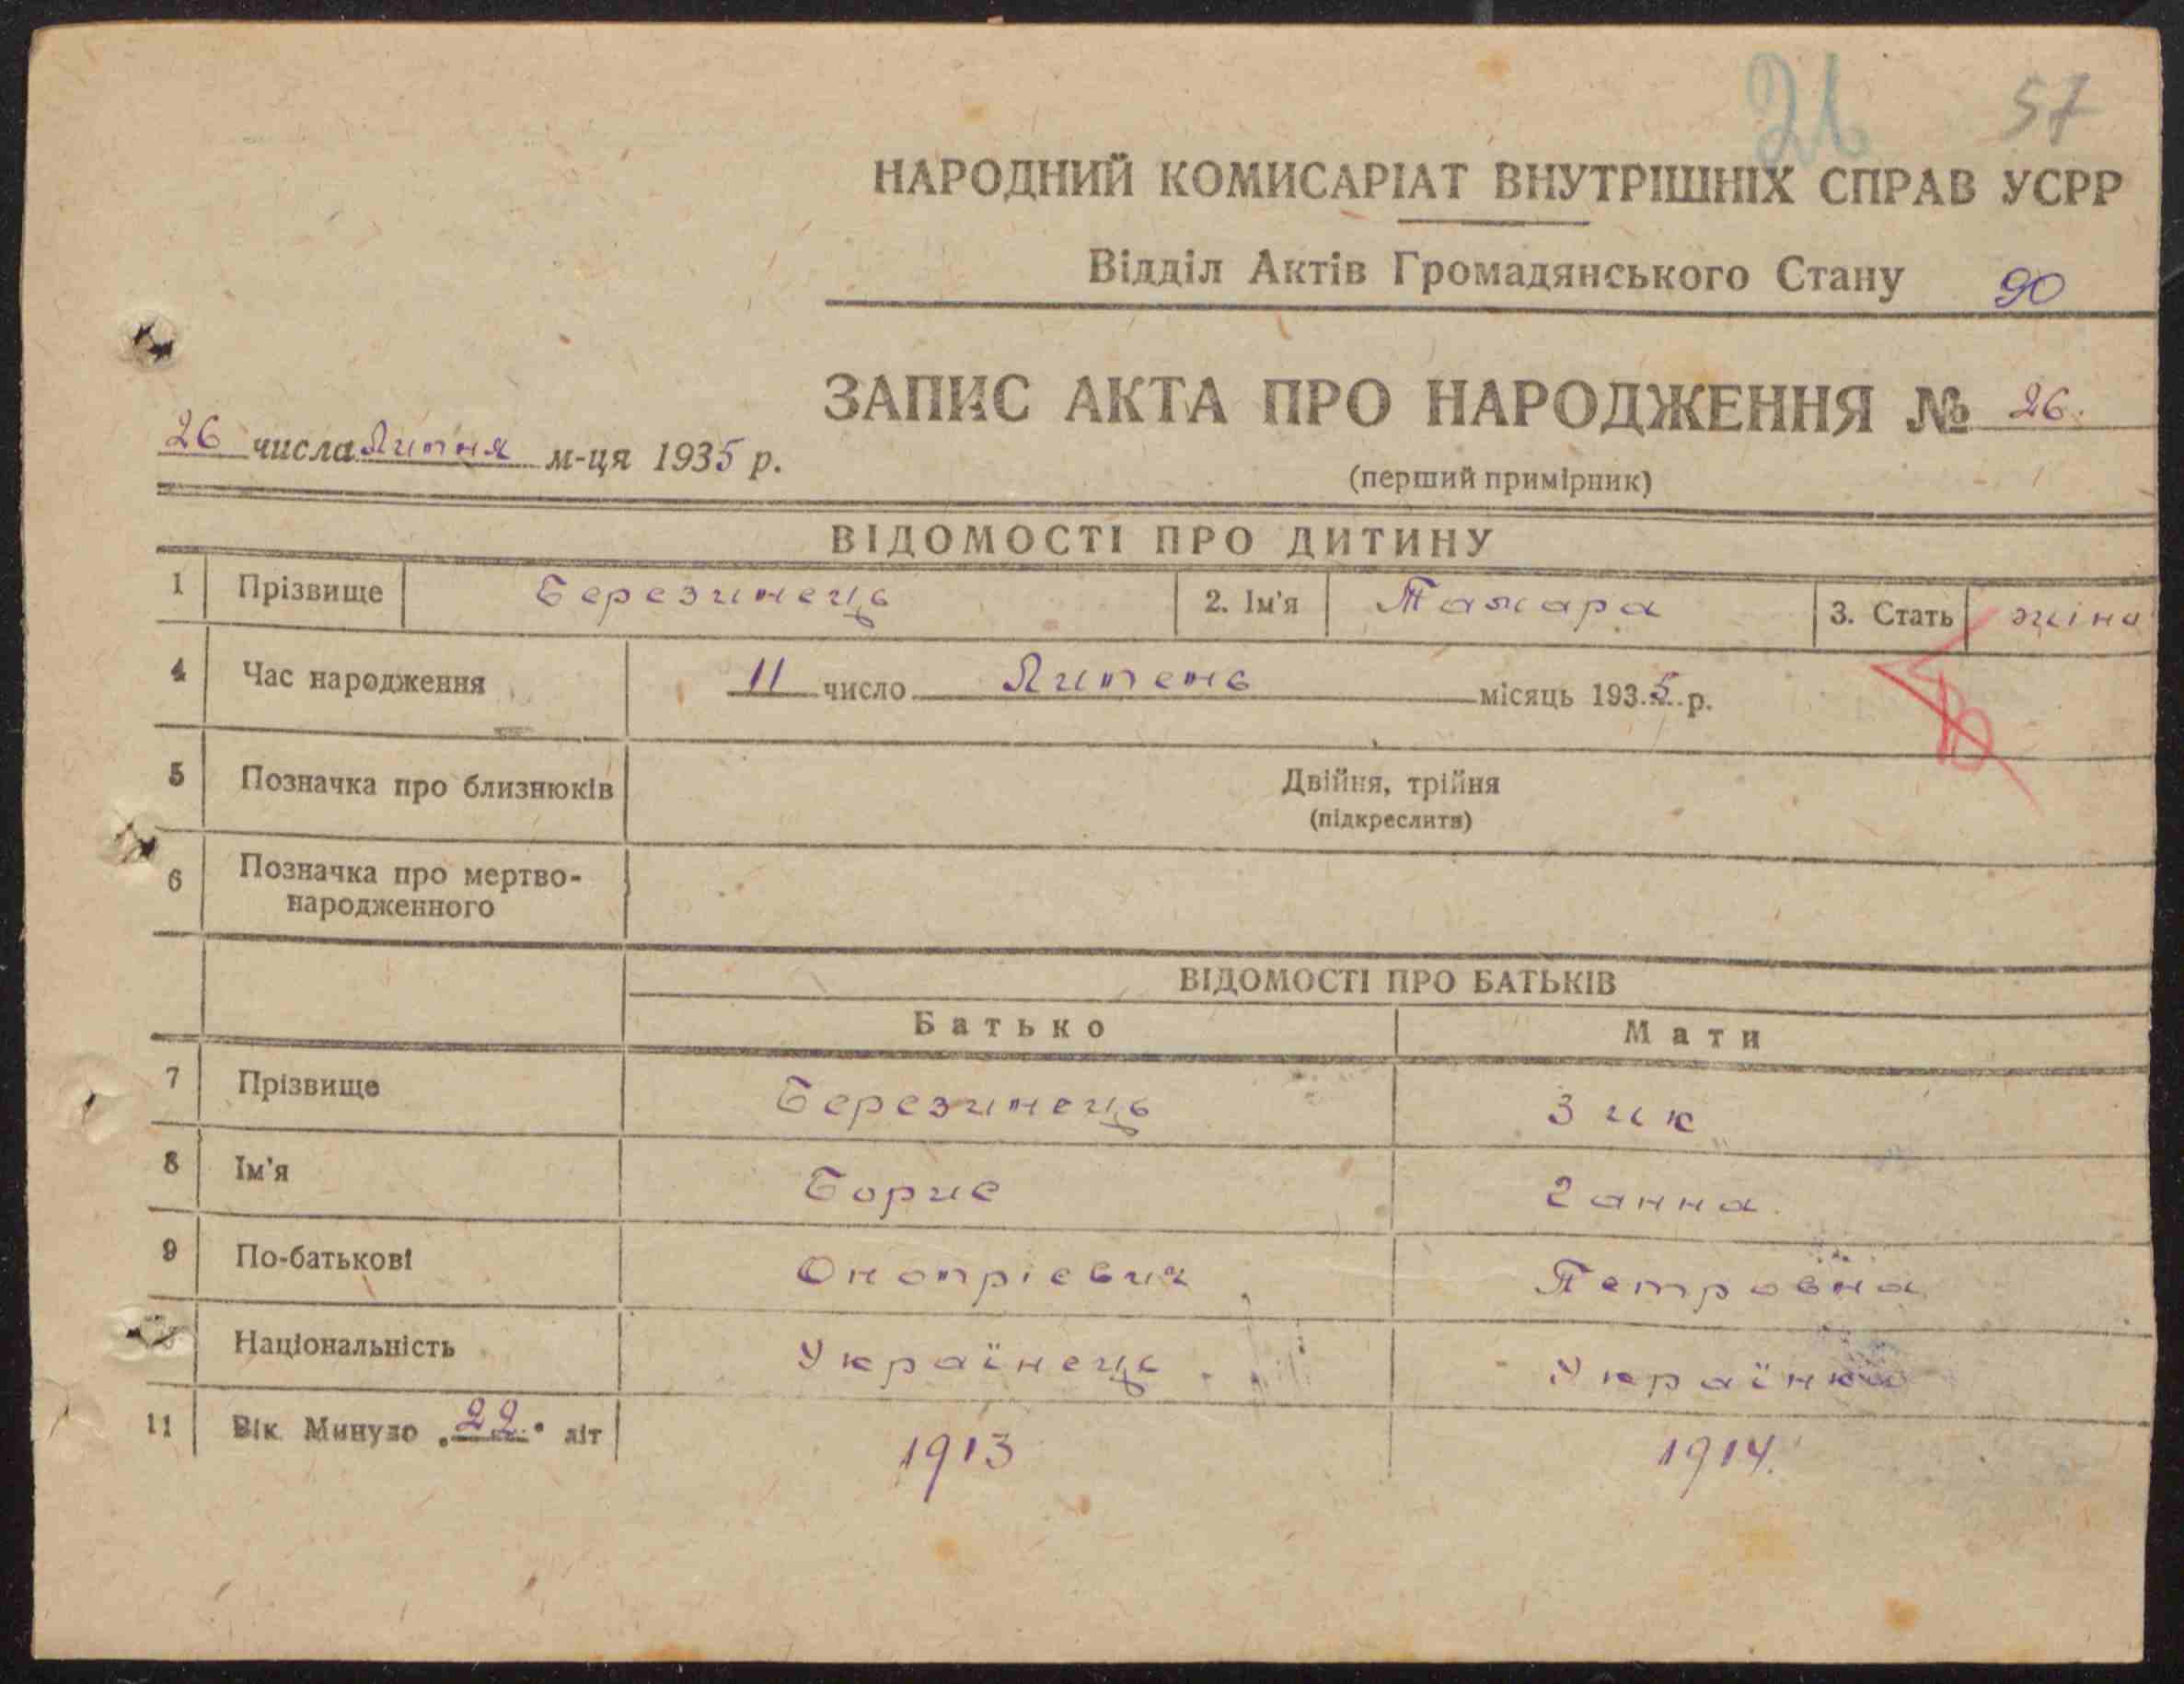 21 57
НАРОДНИЙ КОМИСАРІАТ ВНУТРІШНІХ СПРАВ УСРР
Відділ Актів Громадянського Стану 90
ЗАПИС АКТА ПРО НАРОДЖЕННЯ № 26.
26 числа Липня м-ця 1935 р.
(перший примірник)
ВІДОМОСТІ ПРО ДИТИНУ
1 Прізвище Березинець 2. Ім'я Тамара 3. Стать жіно
4 Час народження 11 число Липень місяць 1935 р.
5 Позначка про близнюків Двійня, трійня
(підкреслити)
6 Позначка про мертво-
народженного
ВІДОМОСТІ ПРО БАТЬКІВ
Батько Мати
7 Прізвище Березинець Зик
8 Ім'я Борис Ганна
9 По-батькові Онопрієвич Петровна
Національність Українець Українка
11 Вік. Минуло „22" літ 1913 1914.